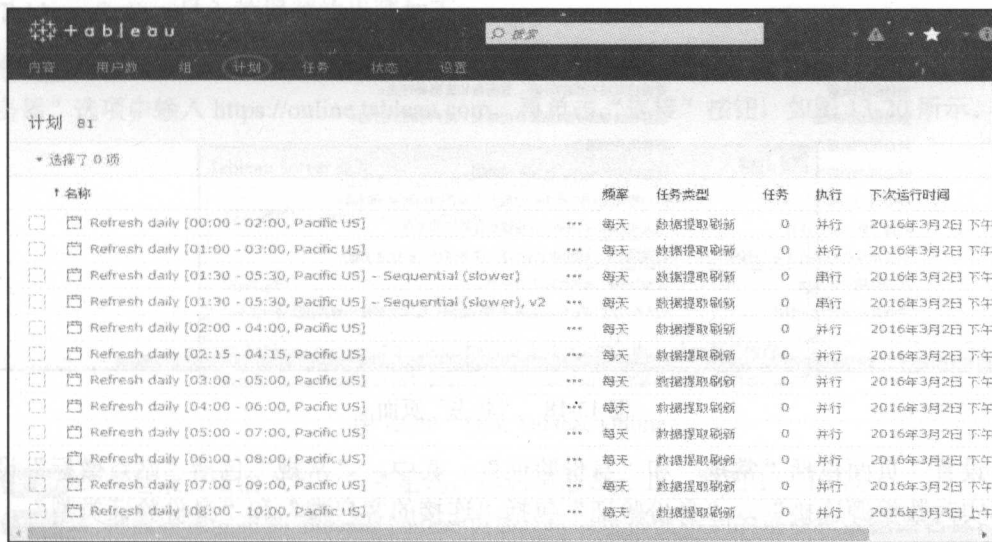 +ableau
搜索
内容 用户数 组 计划 任务 状态 设置
计划 81
选择了 0 项
↑名称 频率 任务类型 任务 执行 下次运行时间
Refresh daily [00:00 - 02:00, Pacific US] ··· 每天 数据提取刷新 0 并行 2016年3月2日 下午
Refresh daily [01:00 - 03:00, Pacific US] ··· 每天 数据提取刷新 0 并行 2016年3月2日 下午
Refresh daily [01:30 - 05:30, Pacific US] - Sequential (slower) ··· 每天 数据提取刷新 0 串行 2016年3月2日 下午
Refresh daily [01:30 - 05:30, Pacific US] - Sequential (slower), v2 ··· 每天 数据提取刷新 0 串行 2016年3月2日 下午
Refresh daily [02:00 - 04:00, Pacific US] ··· 每天 数据提取刷新 0 并行 2016年3月2日 下午
Refresh daily [02:15 - 04:15, Pacific US] ··· 每天 数据提取刷新 0 并行 2016年3月2日 下午
Refresh daily [03:00 - 05:00, Pacific US] ··· 每天 数据提取刷新 0 并行 2016年3月2日 下午
Refresh daily [04:00 - 06:00, Pacific US] ··· 每天 数据提取刷新 0 并行 2016年3月2日 下午
Refresh daily [05:00 - 07:00, Pacific US] ··· 每天 数据提取刷新 0 并行 2016年3月2日 下午
Refresh daily [06:00 - 08:00, Pacific US] ··· 每天 数据提取刷新 0 并行 2016年3月2日 下午
Refresh daily [07:00 - 09:00, Pacific US] ··· 每天 数据提取刷新 0 并行 2016年3月2日 下午
Refresh daily [08:00 - 10:00, Pacific US] ··· 每天 数据提取刷新 0 并行 2016年3月3日 上午